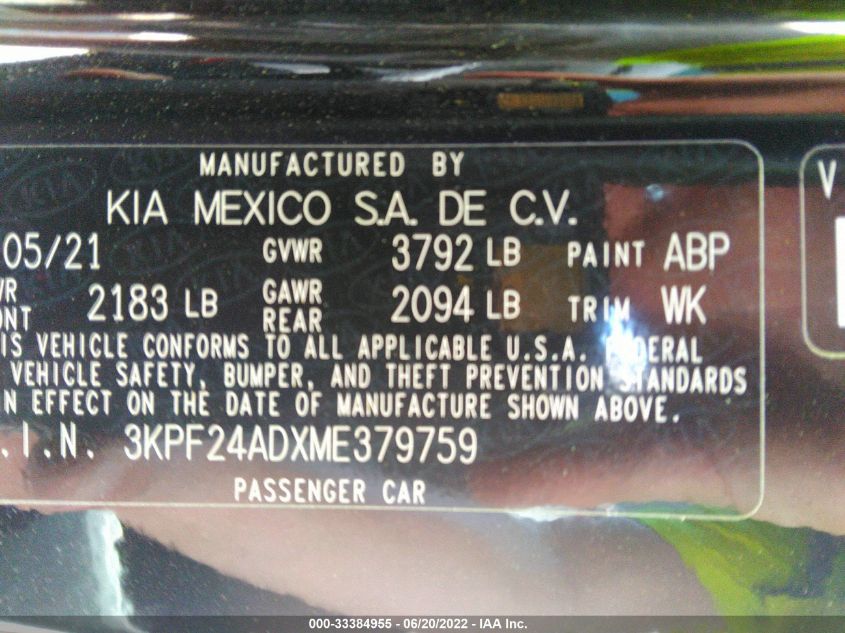 MANUFACTURED BY
KIA MEXICO S.A. DE C.V.
05/21 GVWR 3792 LB PAINT ABP
2183 LB GAWR REAR 2094 LB TRIM WK
VEHICLE CONFORMS TO ALL APPLICABLE U.S.A.
VEHICLE SAFETY, BUMPER, AND THEFT PREVENTION STANDARDS
EFFECT ON THE DATE OF MANUFACTURE SHOWN ABOVE.
.I.N. 3KPF24ADXME379759
PASSENGER CAR
V
000-33384955 - 06/20/2022 - IAA Inc.